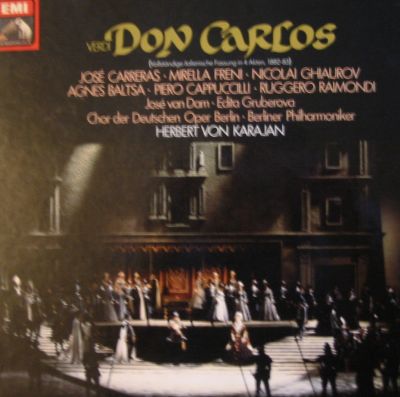 EMI
VERDI DON CARLOS
(Vollständige italienische Fassung in 4 Akten, 1882-83)
JOSÉ CARRERAS · MIRELLA FRENI · NICOLAI GHIAUROV
AGNES BALTSA · PIERO CAPPUCCILLI · RUGGERO RAIMONDI
José van Dam · Edita Gruberova
Chor der Deutschen Oper Berlin · Berliner Philharmoniker
HERBERT VON KARAJAN